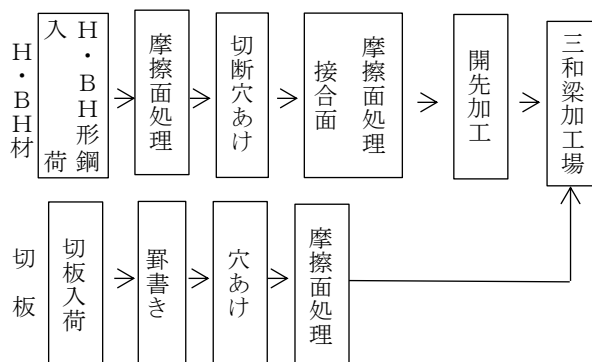 H・BH材
H・BH形鋼
入荷
摩擦面処理
切断穴あけ
摩擦面処理
接合面
開先加工
三和梁加工場
切板
切板入荷
罫書き
穴あけ
摩擦面処理